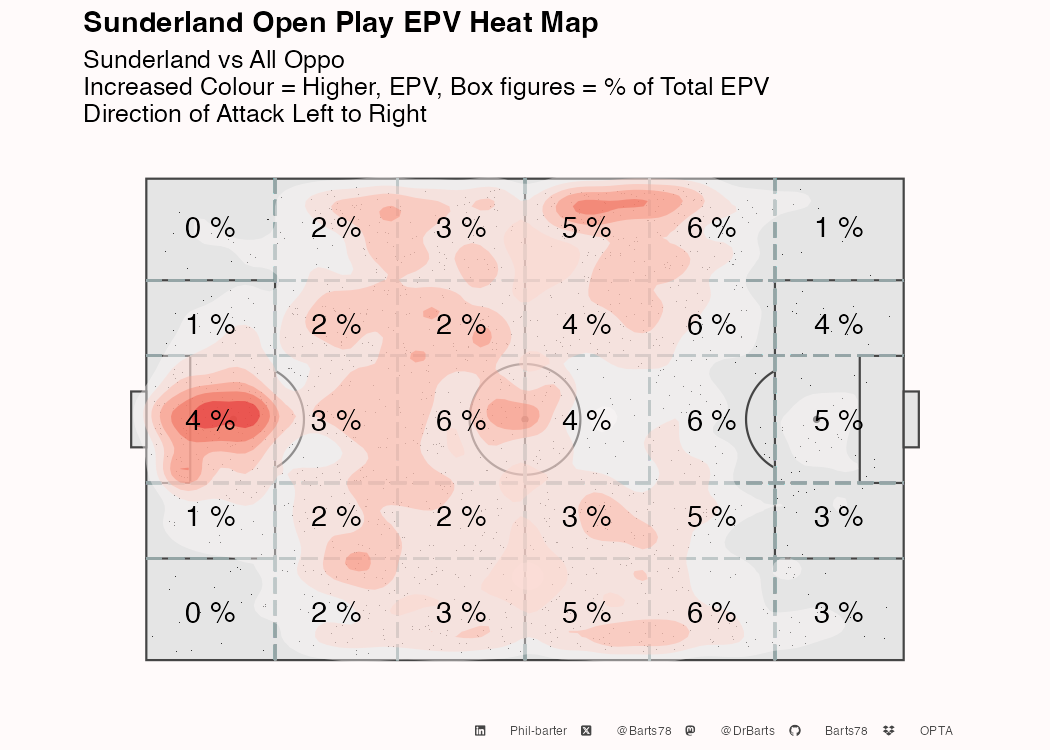 Sunderland Open Play EPV Heat Map
Sunderland vs All Oppo
Increased Colour = Higher, EPV, Box figures = % of Total EPV
Direction of Attack Left to Right
0 % 2 % 3 % 5 % 6 % 1 %
1 % 2 % 2 % 4 % 6 % 4 %
4 % 3 % 6 % 4 % 6 % 5 %
1 % 2 % 2 % 3 % 5 % 3 %
0 % 2 % 3 % 5 % 6 % 3 %
Phil-barter @Barts78 @DrBarts Barts78 OPTA